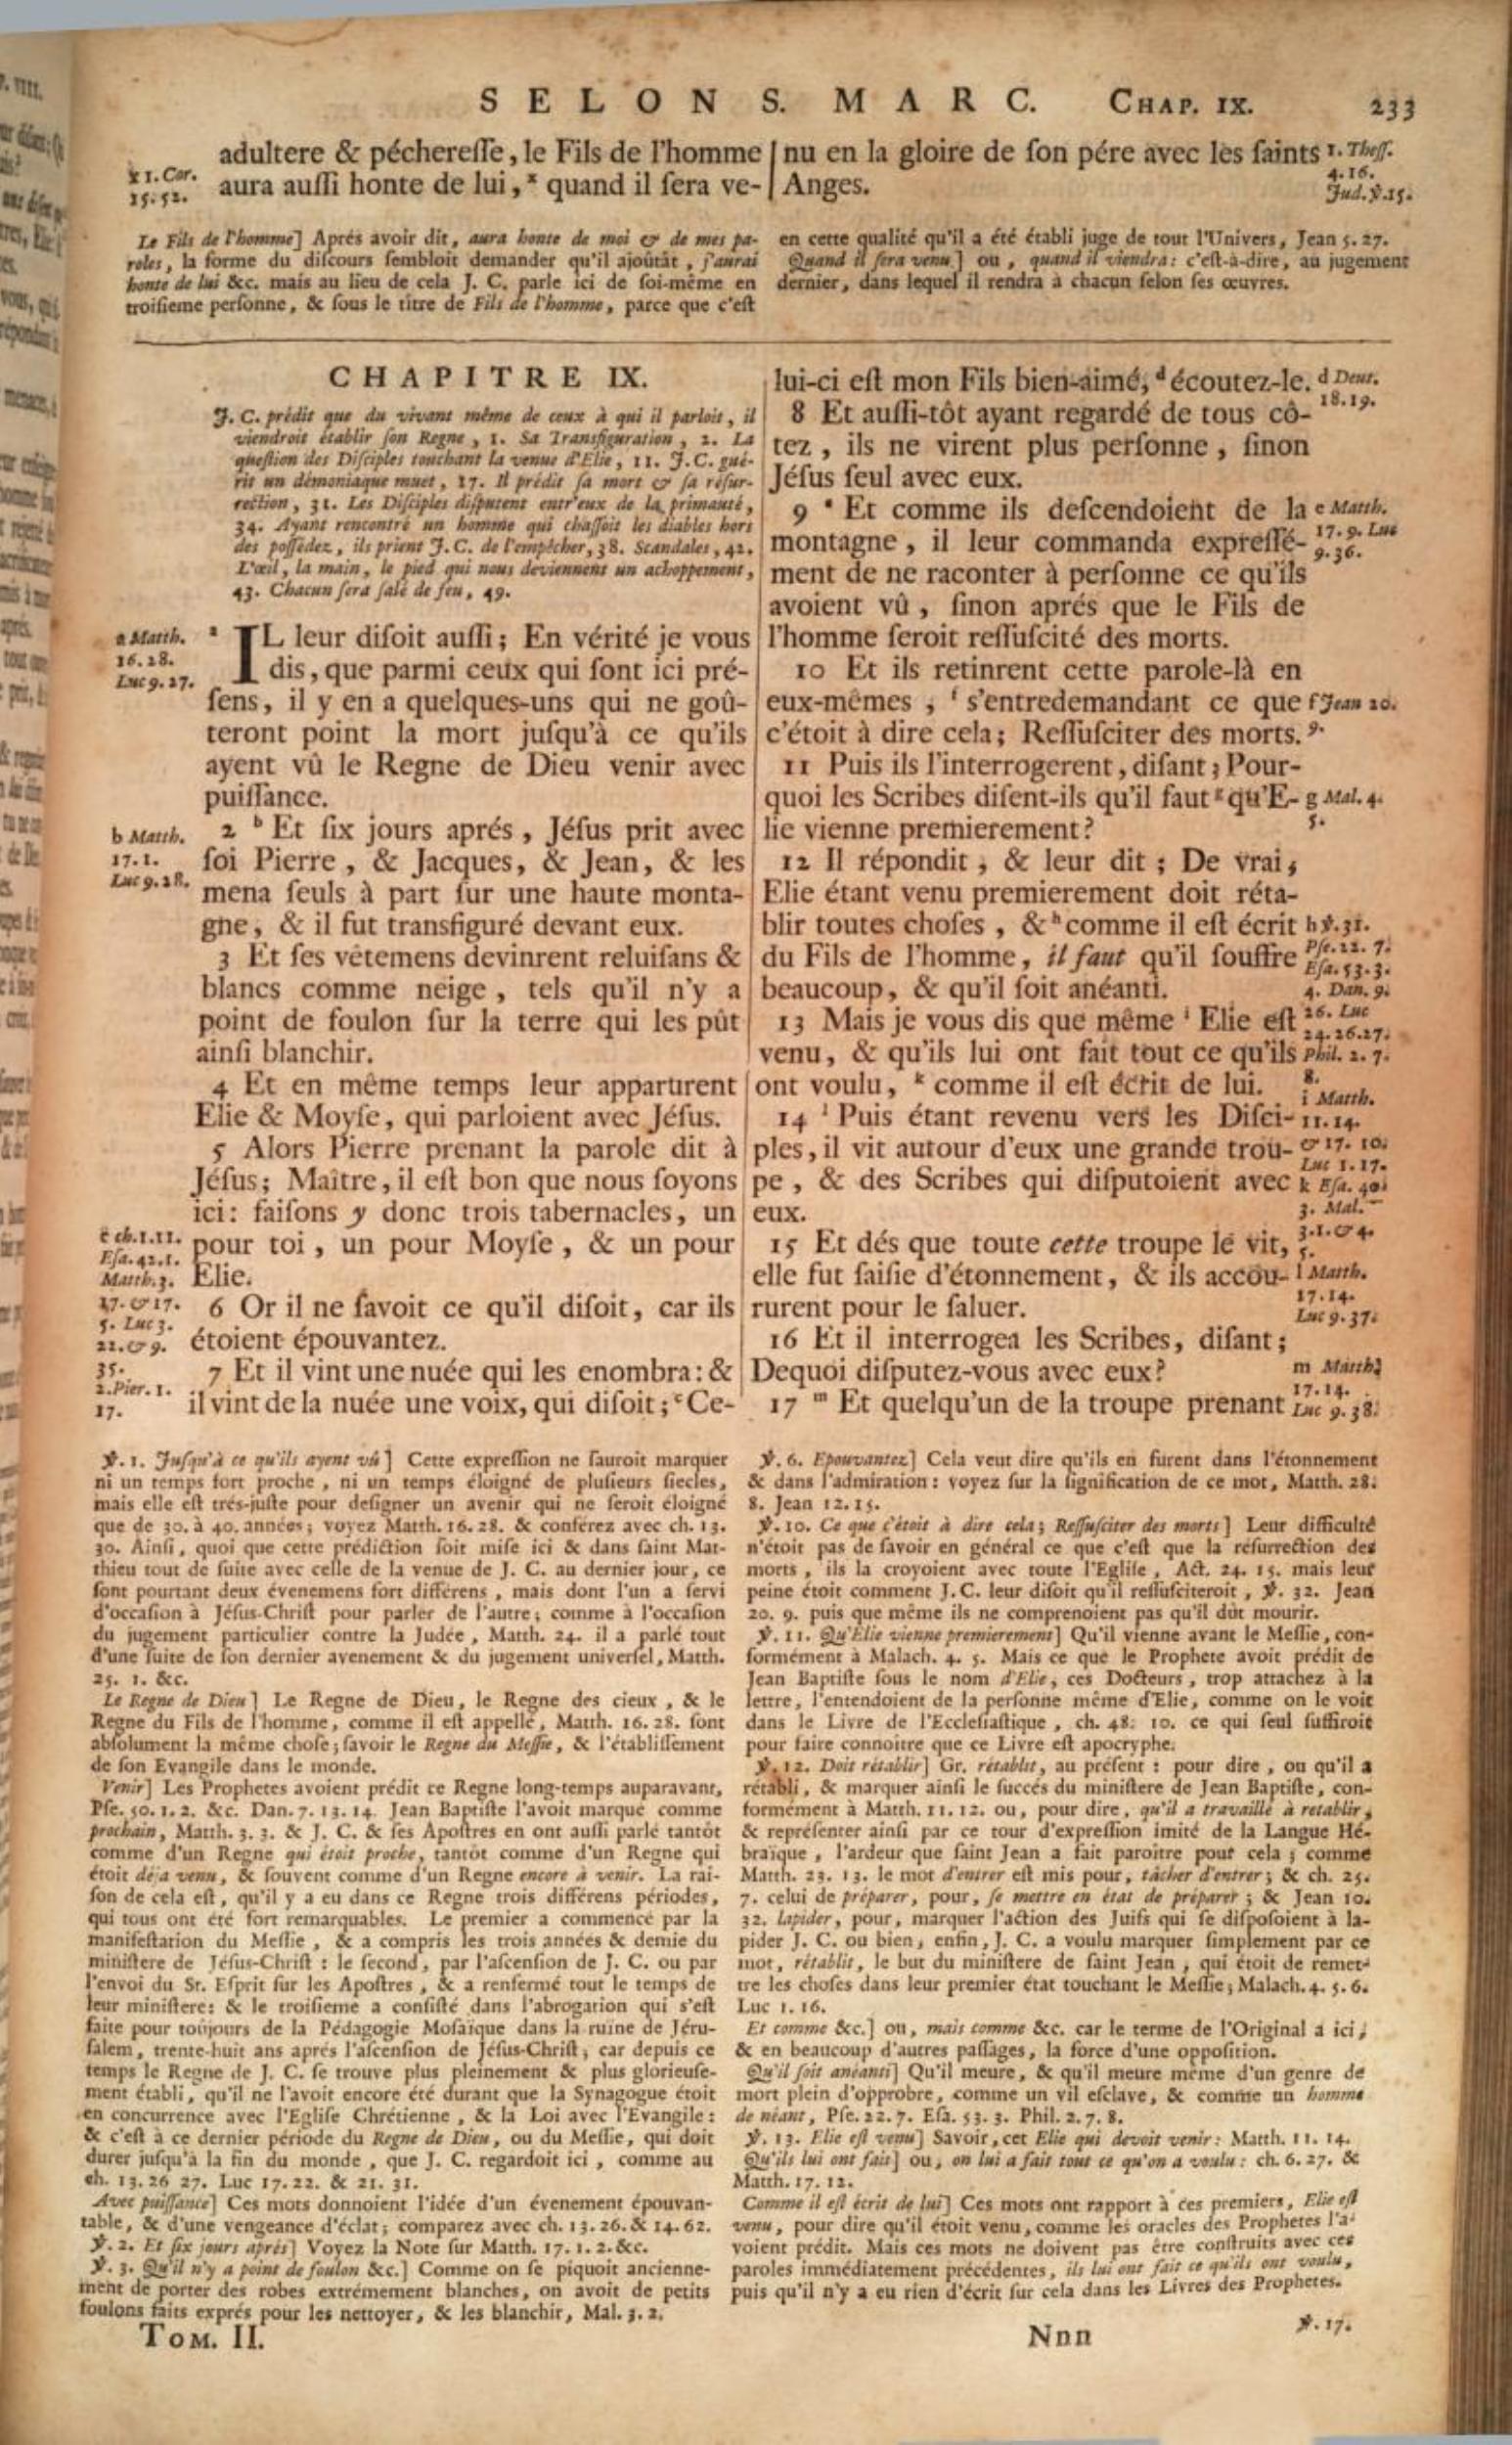 SELON S. MARC. CHAP. IX. 233
x 1. Cor.
15. 52.
adultere & pécheresse, le Fils de l'homme
aura aussi honte de lui, x quand il sera ve-
nu en la gloire de son pére avec les saints
Anges.
1. Thess.
4. 16.
Jud. ℣. 15.
Le Fils de l'homme] Aprés avoir dit, aura honte de moi & de mes pa-
roles, la forme du discours sembloit demander qu'il ajoûtât, j'aurai
honte de lui &c. mais au lieu de cela J. C. parle ici de soi-même en
troisieme personne, & sous le titre de Fils de l'homme, parce que c'est
en cette qualité qu'il a été établi juge de tout l'Univers, Jean 5. 27.
Quand il sera venu] ou, quand il viendra: c'est-à-dire, au jugement
dernier, dans lequel il rendra à chacun selon ses œuvres.
CHAPITRE IX.
J. C. prédit que du vivant même de ceux à qui il parloit, il
viendroit établir son Regne, 1. Sa Transfiguration, 2. La
question des Disciples touchant la venue d'Elie, 11. J. C. gué-
rit un démoniaque muet, 17. Il prédit sa mort & sa résur-
rection, 31. Les Disciples disputent entr'eux de la primauté,
34. Ayant rencontré un homme qui chassoit les diables hors
des possédez, ils prient J. C. de l'empêcher, 38. Scandales, 42.
L'œil, la main, le pied qui nous deviennent un achoppement,
43. Chacun sera salé de feu, 49.
a Matth.
16. 28.
Luc 9. 27.
a IL leur disoit aussi; En vérité je vous
dis, que parmi ceux qui sont ici pré-
sens, il y en a quelques-uns qui ne goû-
teront point la mort jusqu'à ce qu'ils
ayent vû le Regne de Dieu venir avec
puissance.
b Matth.
17. 1.
Luc 9. 28.
2 b Et six jours aprés, Jésus prit avec
soi Pierre, & Jacques, & Jean, & les
mena seuls à part sur une haute monta-
gne, & il fut transfiguré devant eux.
3 Et ses vêtemens devinrent reluisans &
blancs comme neige, tels qu'il n'y a
point de foulon sur la terre qui les pût
ainsi blanchir.
4 Et en même temps leur apparurent
Elie & Moyse, qui parloient avec Jésus.
5 Alors Pierre prenant la parole dit à
Jésus; Maître, il est bon que nous soyons
ici: faisons y donc trois tabernacles, un
pour toi, un pour Moyse, & un pour
Elie.
c ch. 1. 11.
Esa. 42. 1.
Matth. 3.
17. & 17.
5. Luc 3.
22. & 9.
35.
2. Pier. 1.
17.
6 Or il ne savoit ce qu'il disoit, car ils
étoient épouvantez.
7 Et il vint une nuée qui les enombra: &
il vint de la nuée une voix, qui disoit; c Ce-
lui-ci est mon Fils bien-aimé, d écoutez-le.
d Deut.
18. 19.
8 Et aussi-tôt ayant regardé de tous cô-
tez, ils ne virent plus personne, sinon
Jésus seul avec eux.
9 e Et comme ils descendoient de la
montagne, il leur commanda expressé-
ment de ne raconter à personne ce qu'ils
avoient vû, sinon aprés que le Fils de
l'homme seroit ressuscité des morts.
e Matth.
17. 9. Luc
9. 36.
10 Et ils retinrent cette parole-là en
eux-mêmes, f s'entredemandant ce que
c'étoit à dire cela; Ressusciter des morts.
f Jean 20.
9.
11 Puis ils l'interrogerent, disant; Pour-
quoi les Scribes disent-ils qu'il faut g qu'E-
lie vienne premierement?
g Mal. 4.
5.
12 Il répondit, & leur dit; De vrai,
Elie étant venu premierement doit réta-
blir toutes choses, & h comme il est écrit
du Fils de l'homme, il faut qu'il souffre
beaucoup, & qu'il soit anéanti.
h ℣. 31.
Pse. 22. 7.
Esa. 53. 3.
4. Dan. 9.
26. Luc
24. 26. 27.
Phil. 2. 7.
8.
13 Mais je vous dis que même i Elie est
venu, & qu'ils lui ont fait tout ce qu'ils
ont voulu, k comme il est écrit de lui.
i Matth.
11. 14.
& 17. 10.
Luc 1. 17.
k Esa. 40.
3. Mal.
3. 1. & 4.
5.
14 l Puis étant revenu vers les Disci-
ples, il vit autour d'eux une grande trou-
pe, & des Scribes qui disputoient avec
eux.
15 Et dés que toute cette troupe le vit,
elle fut saisie d'étonnement, & ils accou-
rurent pour le saluer.
l Matth.
17. 14.
Luc 9. 37.
16 Et il interrogea les Scribes, disant;
Dequoi disputez-vous avec eux?
17 m Et quelqu'un de la troupe prenant
m Matth.
17. 14.
Luc 9. 38.
℣. 1. Jusqu'à ce qu'ils ayent vû] Cette expression ne sauroit marquer
ni un temps fort proche, ni un temps éloigné de plusieurs siecles,
mais elle est trés-juste pour designer un avenir qui ne seroit éloigné
que de 30. à 40. années; voyez Matth. 16. 28. & conférez avec ch. 13.
30. Ainsi, quoi que cette prédiction soit mise ici & dans saint Mat-
thieu tout de suite avec celle de la venue de J. C. au dernier jour, ce
sont pourtant deux évenemens fort différens, mais dont l'un a servi
d'occasion à Jésus-Christ pour parler de l'autre; comme à l'occasion
du jugement particulier contre la Judée, Matth. 24. il a parlé tout
d'une suite de son dernier avenement & du jugement universel, Matth.
25. 1. &c.
Le Regne de Dieu] Le Regne de Dieu, le Regne des cieux, & le
Regne du Fils de l'homme, comme il est appellé, Matth. 16. 28. sont
absolument la même chose; savoir le Regne du Messie, & l'établissement
de son Evangile dans le monde.
Venir] Les Prophetes avoient prédit ce Regne long-temps auparavant,
Pse. 50. 1. 2. &c. Dan. 7. 13. 14. Jean Baptiste l'avoit marqué comme
prochain, Matth. 3. 3. & J. C. & ses Apostres en ont aussi parlé tantôt
comme d'un Regne qui étoit proche, tantôt comme d'un Regne qui
étoit déja venu, & souvent comme d'un Regne encore à venir. La rai-
son de cela est, qu'il y a eu dans ce Regne trois différens périodes,
qui tous ont été fort remarquables. Le premier a commencé par la
manifestation du Messie, & a compris les trois années & demie du
ministere de Jésus-Christ: le second, par l'ascension de J. C. ou par
l'envoi du St. Esprit sur les Apostres, & a renfermé tout le temps de
leur ministere: & le troisieme a consisté dans l'abrogation qui s'est
faite pour toûjours de la Pédagogie Mosaïque dans la ruine de Jéru-
salem, trente-huit ans aprés l'ascension de Jésus-Christ; car depuis ce
temps le Regne de J. C. se trouve plus pleinement & plus glorieuse-
ment établi, qu'il ne l'avoit encore été durant que la Synagogue étoit
en concurrence avec l'Eglise Chrétienne, & la Loi avec l'Evangile:
& c'est à ce dernier période du Regne de Dieu, ou du Messie, qui doit
durer jusqu'à la fin du monde, que J. C. regardoit ici, comme au
ch. 13. 26 27. Luc 17. 22. & 21. 31.
Avec puissance] Ces mots donnoient l'idée d'un évenement épouvan-
table, & d'une vengeance d'éclat; comparez avec ch. 13. 26. & 14. 62.
℣. 2. Et six jours aprés] Voyez la Note sur Matth. 17. 1. 2. &c.
℣. 3. Qu'il n'y a point de foulon &c.] Comme on se piquoit ancienne-
ment de porter des robes extrémement blanches, on avoit de petits
foulons faits exprés pour les nettoyer, & les blanchir, Mal. 3. 2.
℣. 6. Epouvantez] Cela veut dire qu'ils en furent dans l'étonnement
& dans l'admiration: voyez sur la signification de ce mot, Matth. 28.
8. Jean 12. 15.
℣. 10. Ce que c'étoit à dire cela; Ressusciter des morts] Leur difficulté
n'étoit pas de savoir en général ce que c'est que la résurrection des
morts, ils la croyoient avec toute l'Eglise, Act. 24. 15. mais leur
peine étoit comment J. C. leur disoit qu'il ressusciteroit, ℣. 32. Jean
20. 9. puis que même ils ne comprenoient pas qu'il dût mourir.
℣. 11. Qu'Elie vienne premierement] Qu'il vienne avant le Messie, con-
formément à Malach. 4. 5. Mais ce que le Prophete avoit prédit de
Jean Baptiste sous le nom d'Elie, ces Docteurs, trop attachez à la
lettre, l'entendoient de la personne même d'Elie, comme on le voit
dans le Livre de l'Ecclesiastique, ch. 48. 10. ce qui seul suffiroit
pour faire connoitre que ce Livre est apocryphe.
℣. 12. Doit rétablir] Gr. rétablit, au présent: pour dire, ou qu'il a
rétabli, & marquer ainsi le succés du ministere de Jean Baptiste, con-
formément à Matth. 11. 12. ou, pour dire, qu'il a travaillé à retablir,
& représenter ainsi par ce tour d'expression imité de la Langue Hé-
braïque, l'ardeur que saint Jean a fait paroitre pour cela; comme
Matth. 23. 13. le mot d'entrer est mis pour, tâcher d'entrer; & ch. 25.
7. celui de préparer, pour, se mettre en état de préparer; & Jean 10.
32. lapider, pour, marquer l'action des Juifs qui se disposoient à la-
pider J. C. ou bien, enfin, J. C. a voulu marquer simplement par ce
mot, rétablit, le but du ministere de saint Jean, qui étoit de remet-
tre les choses dans leur premier état touchant le Messie; Malach. 4. 5. 6.
Luc 1. 16.
Et comme &c.] ou, mais comme &c. car le terme de l'Original a ici,
& en beaucoup d'autres passages, la force d'une opposition.
Qu'il soit anéanti] Qu'il meure, & qu'il meure même d'un genre de
mort plein d'opprobre, comme un vil esclave, & comme un homme
de néant, Pse. 22. 7. Esa. 53. 3. Phil. 2. 7. 8.
℣. 13. Elie est venu] Savoir, cet Elie qui devoit venir: Matth. 11. 14.
Qu'ils lui ont fait] ou, on lui a fait tout ce qu'on a voulu: ch. 6. 27. &
Matth. 17. 12.
Comme il est écrit de lui] Ces mots ont rapport à ces premiers, Elie est
venu, pour dire qu'il étoit venu, comme les oracles des Prophetes l'a-
voient prédit. Mais ces mots ne doivent pas être construits avec ces
paroles immédiatement précédentes, ils lui ont fait ce qu'ils ont voulu,
puis qu'il n'y a eu rien d'écrit sur cela dans les Livres des Prophetes.
TOM. II.
Nnn
℣. 17.